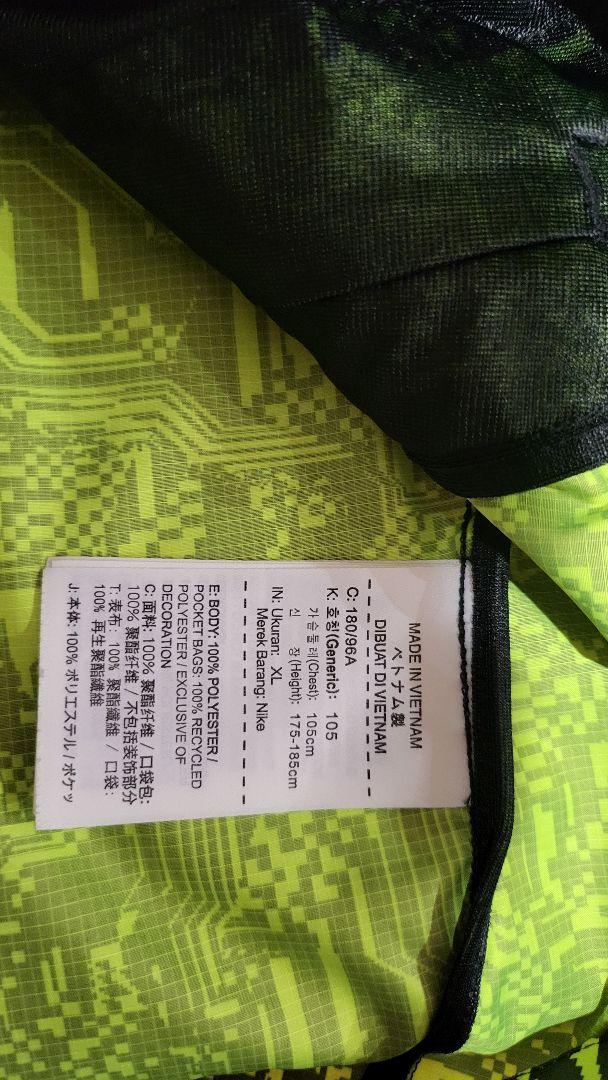 MADE IN VIETNAM
ベトナム製
DIBUAT DI VIETNAM
C: 180/96A
K: 호칭(Generic): 105
가슴둘레(Chest): 105cm
신 장(Height): 175-185cm
IN: Ukuran: XL
Merek Barang: Nike
E: BODY: 100% POLYESTER /
POCKET BAGS: 100% RECYCLED
POLYESTER / EXCLUSIVE OF
DECORATION
C: 面料: 100% 聚酯纤维 / 口袋包:
100% 聚酯纤维 / 不包括装饰部分
T: 表布: 100% 聚酯纖維 / 口袋:
100% 再生聚酯纖維
J: 本体: 100% ポリエステル / ポケッ